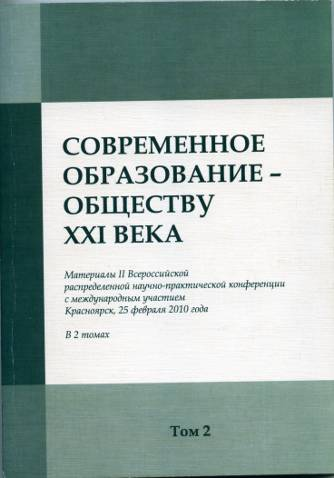 СОВРЕМЕННОЕ
ОБРАЗОВАНИЕ –
ОБЩЕСТВУ
XXI ВЕКА
Материалы II Всероссийской
распределенной научно-практической конференции
с международным участием
Красноярск, 25 февраля 2010 года
В 2 томах
Том 2